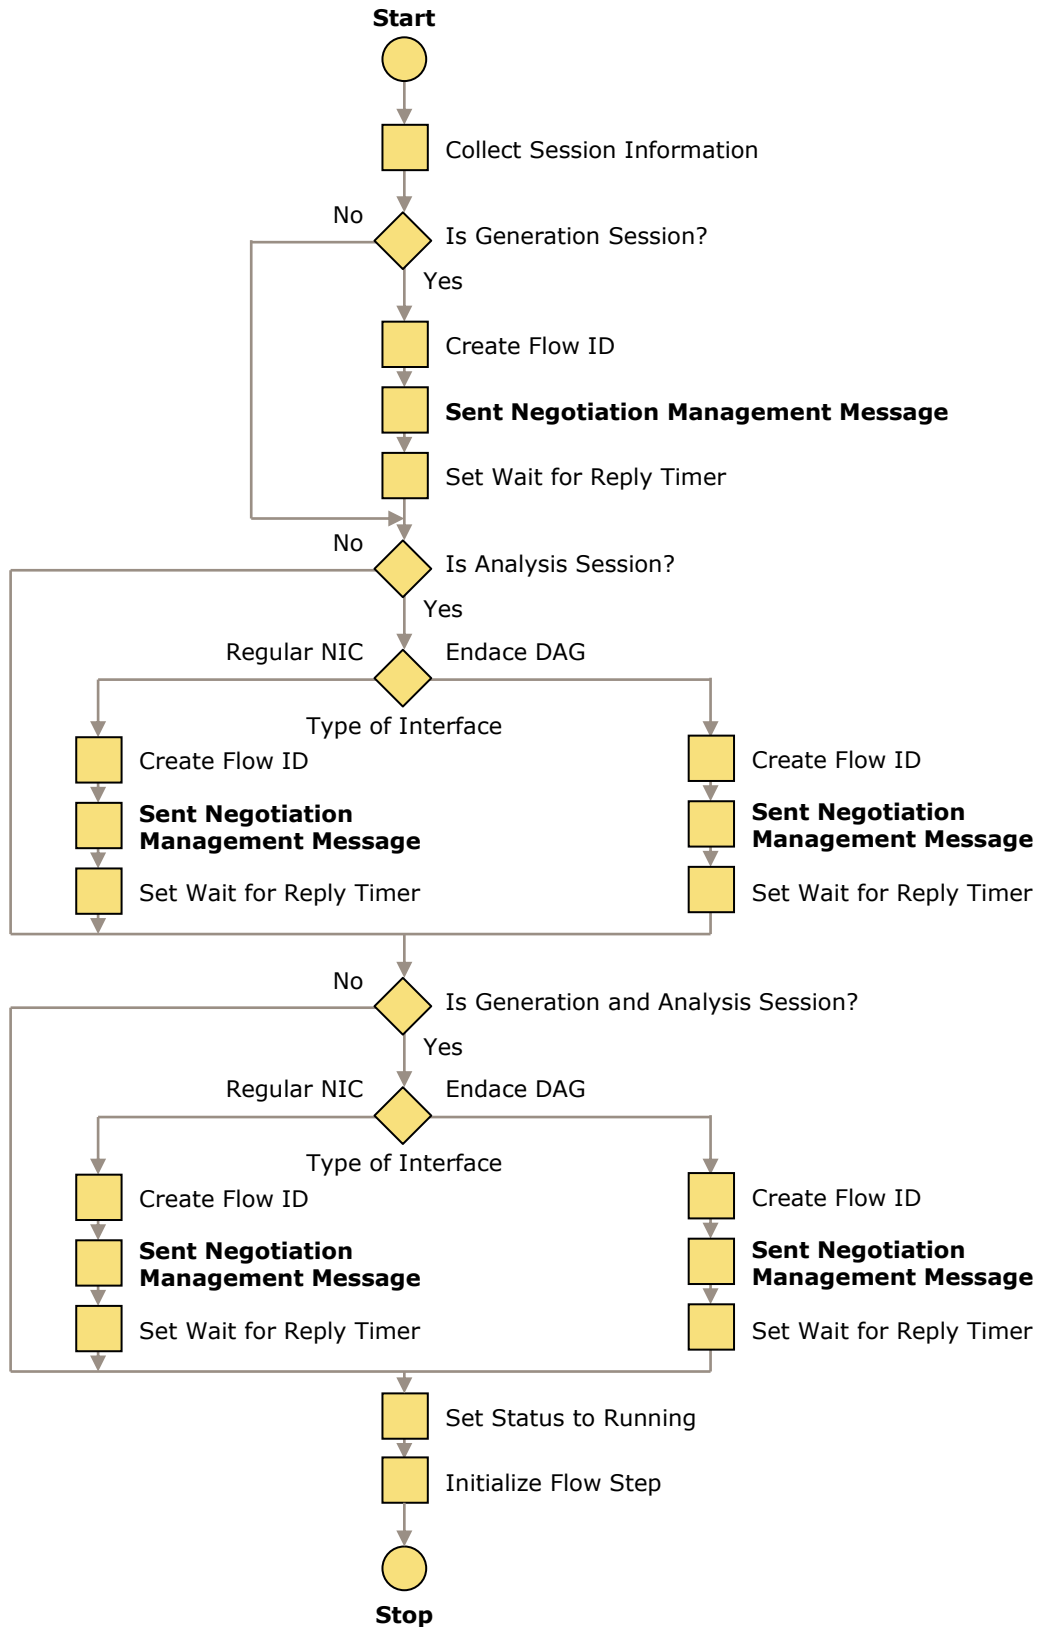 Start
Collect Session Information
No
Is Generation Session?
Yes
Create Flow ID
Sent Negotiation Management Message
Set Wait for Reply Timer
No
Is Analysis Session?
Yes
Regular NIC
Endace DAG
Type of Interface
Create Flow ID
Sent Negotiation
Management Message
Set Wait for Reply Timer
Create Flow ID
Sent Negotiation
Management Message
Set Wait for Reply Timer
No
Is Generation and Analysis Session?
Yes
Regular NIC
Endace DAG
Type of Interface
Create Flow ID
Sent Negotiation
Management Message
Set Wait for Reply Timer
Create Flow ID
Sent Negotiation
Management Message
Set Wait for Reply Timer
Set Status to Running
Initialize Flow Step
Stop